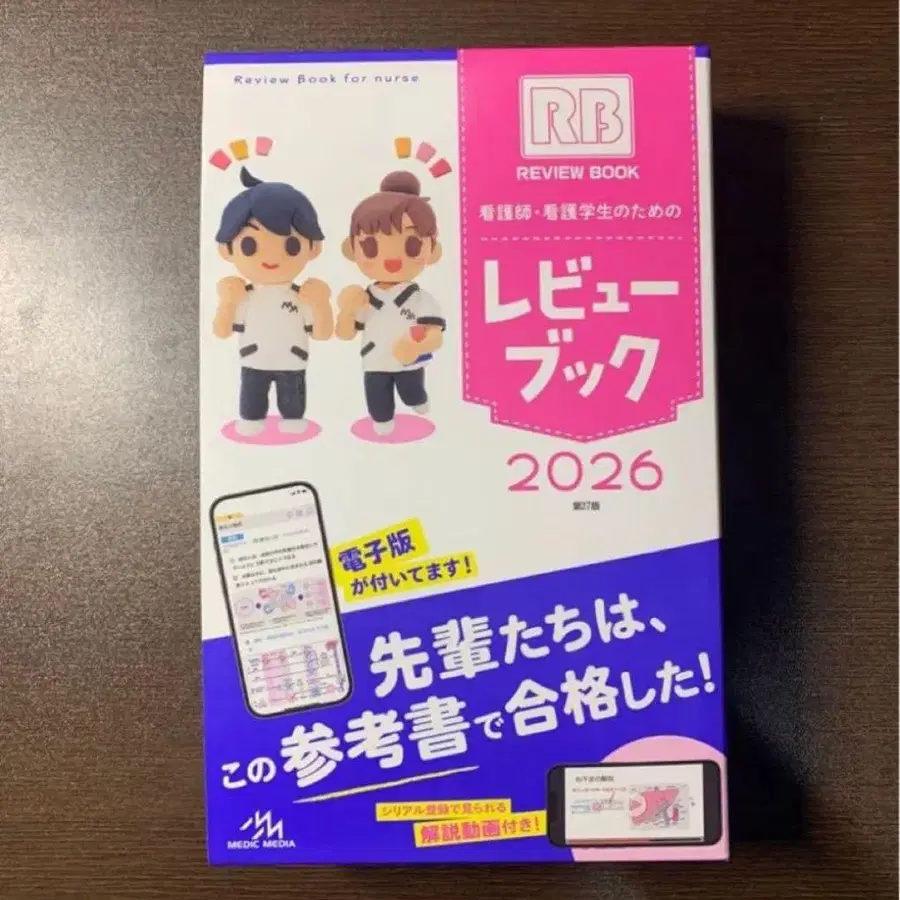 Review Book for nurse
RB
REVIEW BOOK
看護師・看護学生のための
レビュー
ブック
2026
第27版
電子版
が付いてます!
先輩たちは、
この参考書で合格した!
シリアル登録で見られる
解説動画付き!
MEDIC MEDIA